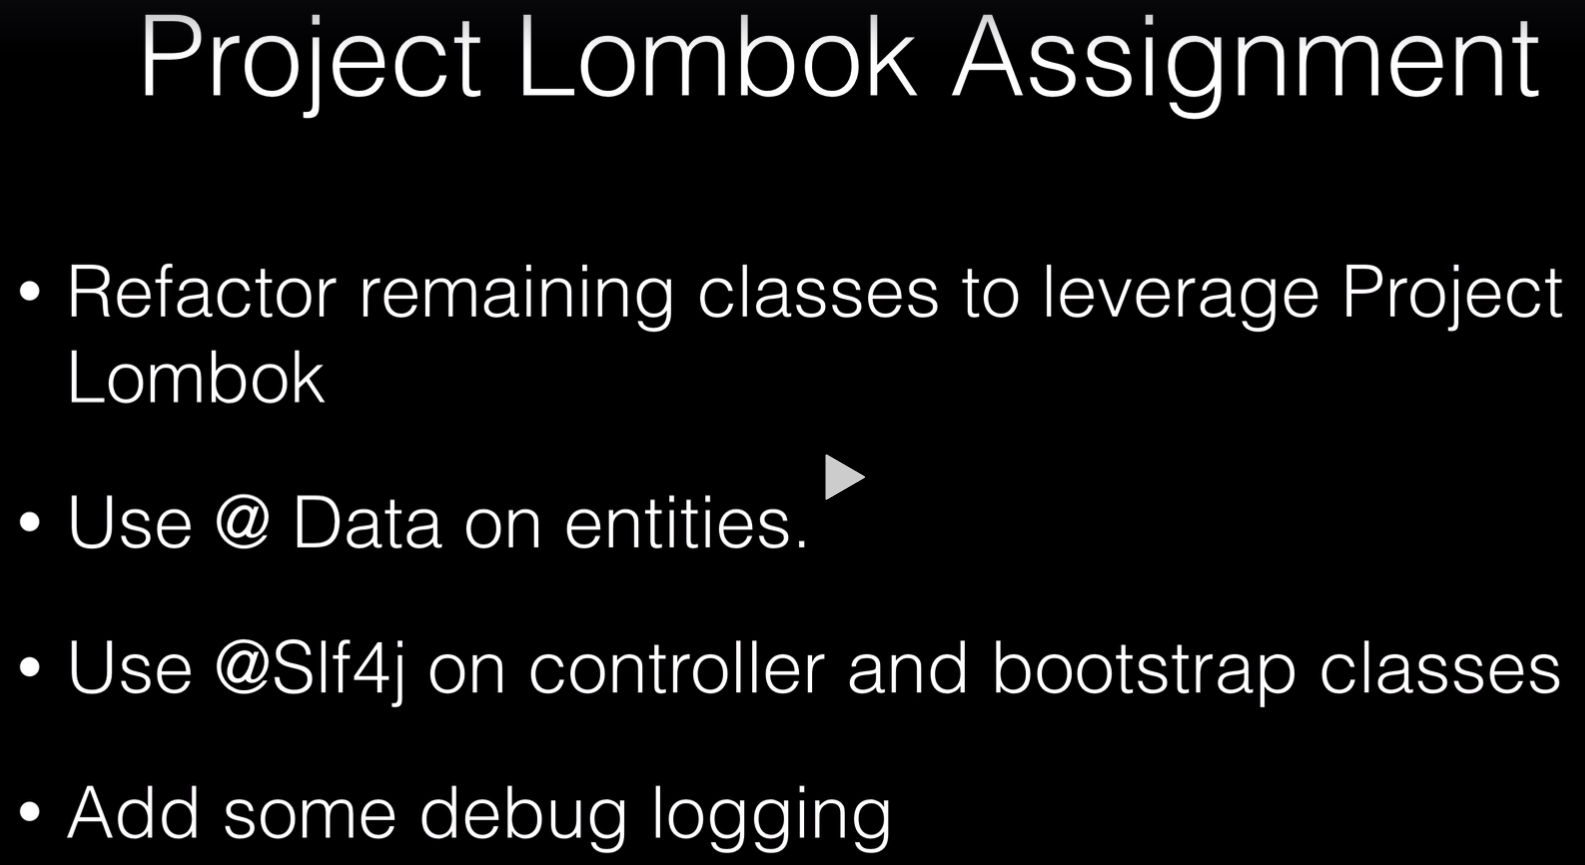 Project Lombok Assignment
• Refactor remaining classes to leverage Project
Lombok
• Use @ Data on entities.
• Use @Slf4j on controller and bootstrap classes
• Add some debug logging